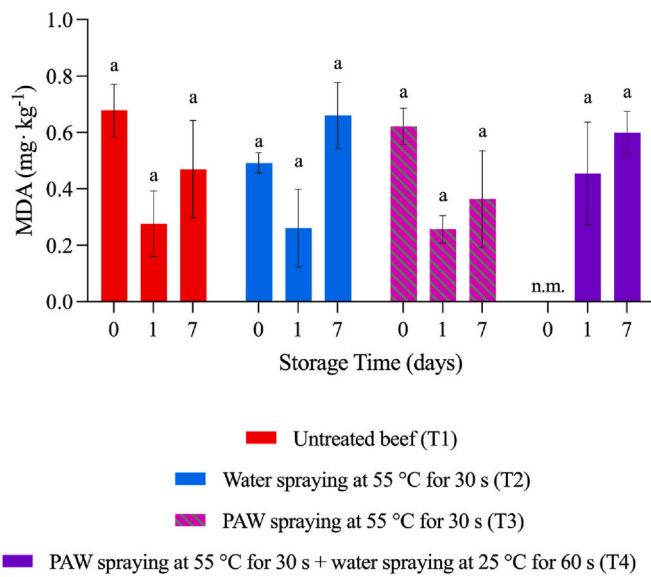 MDA (mg· kg-1)
0.0
0.2
0.4
0.6
0.8
1.0
a
a
a
a
a
a
a
a
a
n.m.
a
a
0 1 7 0 1 7 0 1 7 0 1 7
Storage Time (days)
Untreated beef (T1)
Water spraying at 55 °C for 30 s (T2)
PAW spraying at 55 °C for 30 s (T3)
PAW spraying at 55 °C for 30 s + water spraying at 25 °C for 60 s (T4)